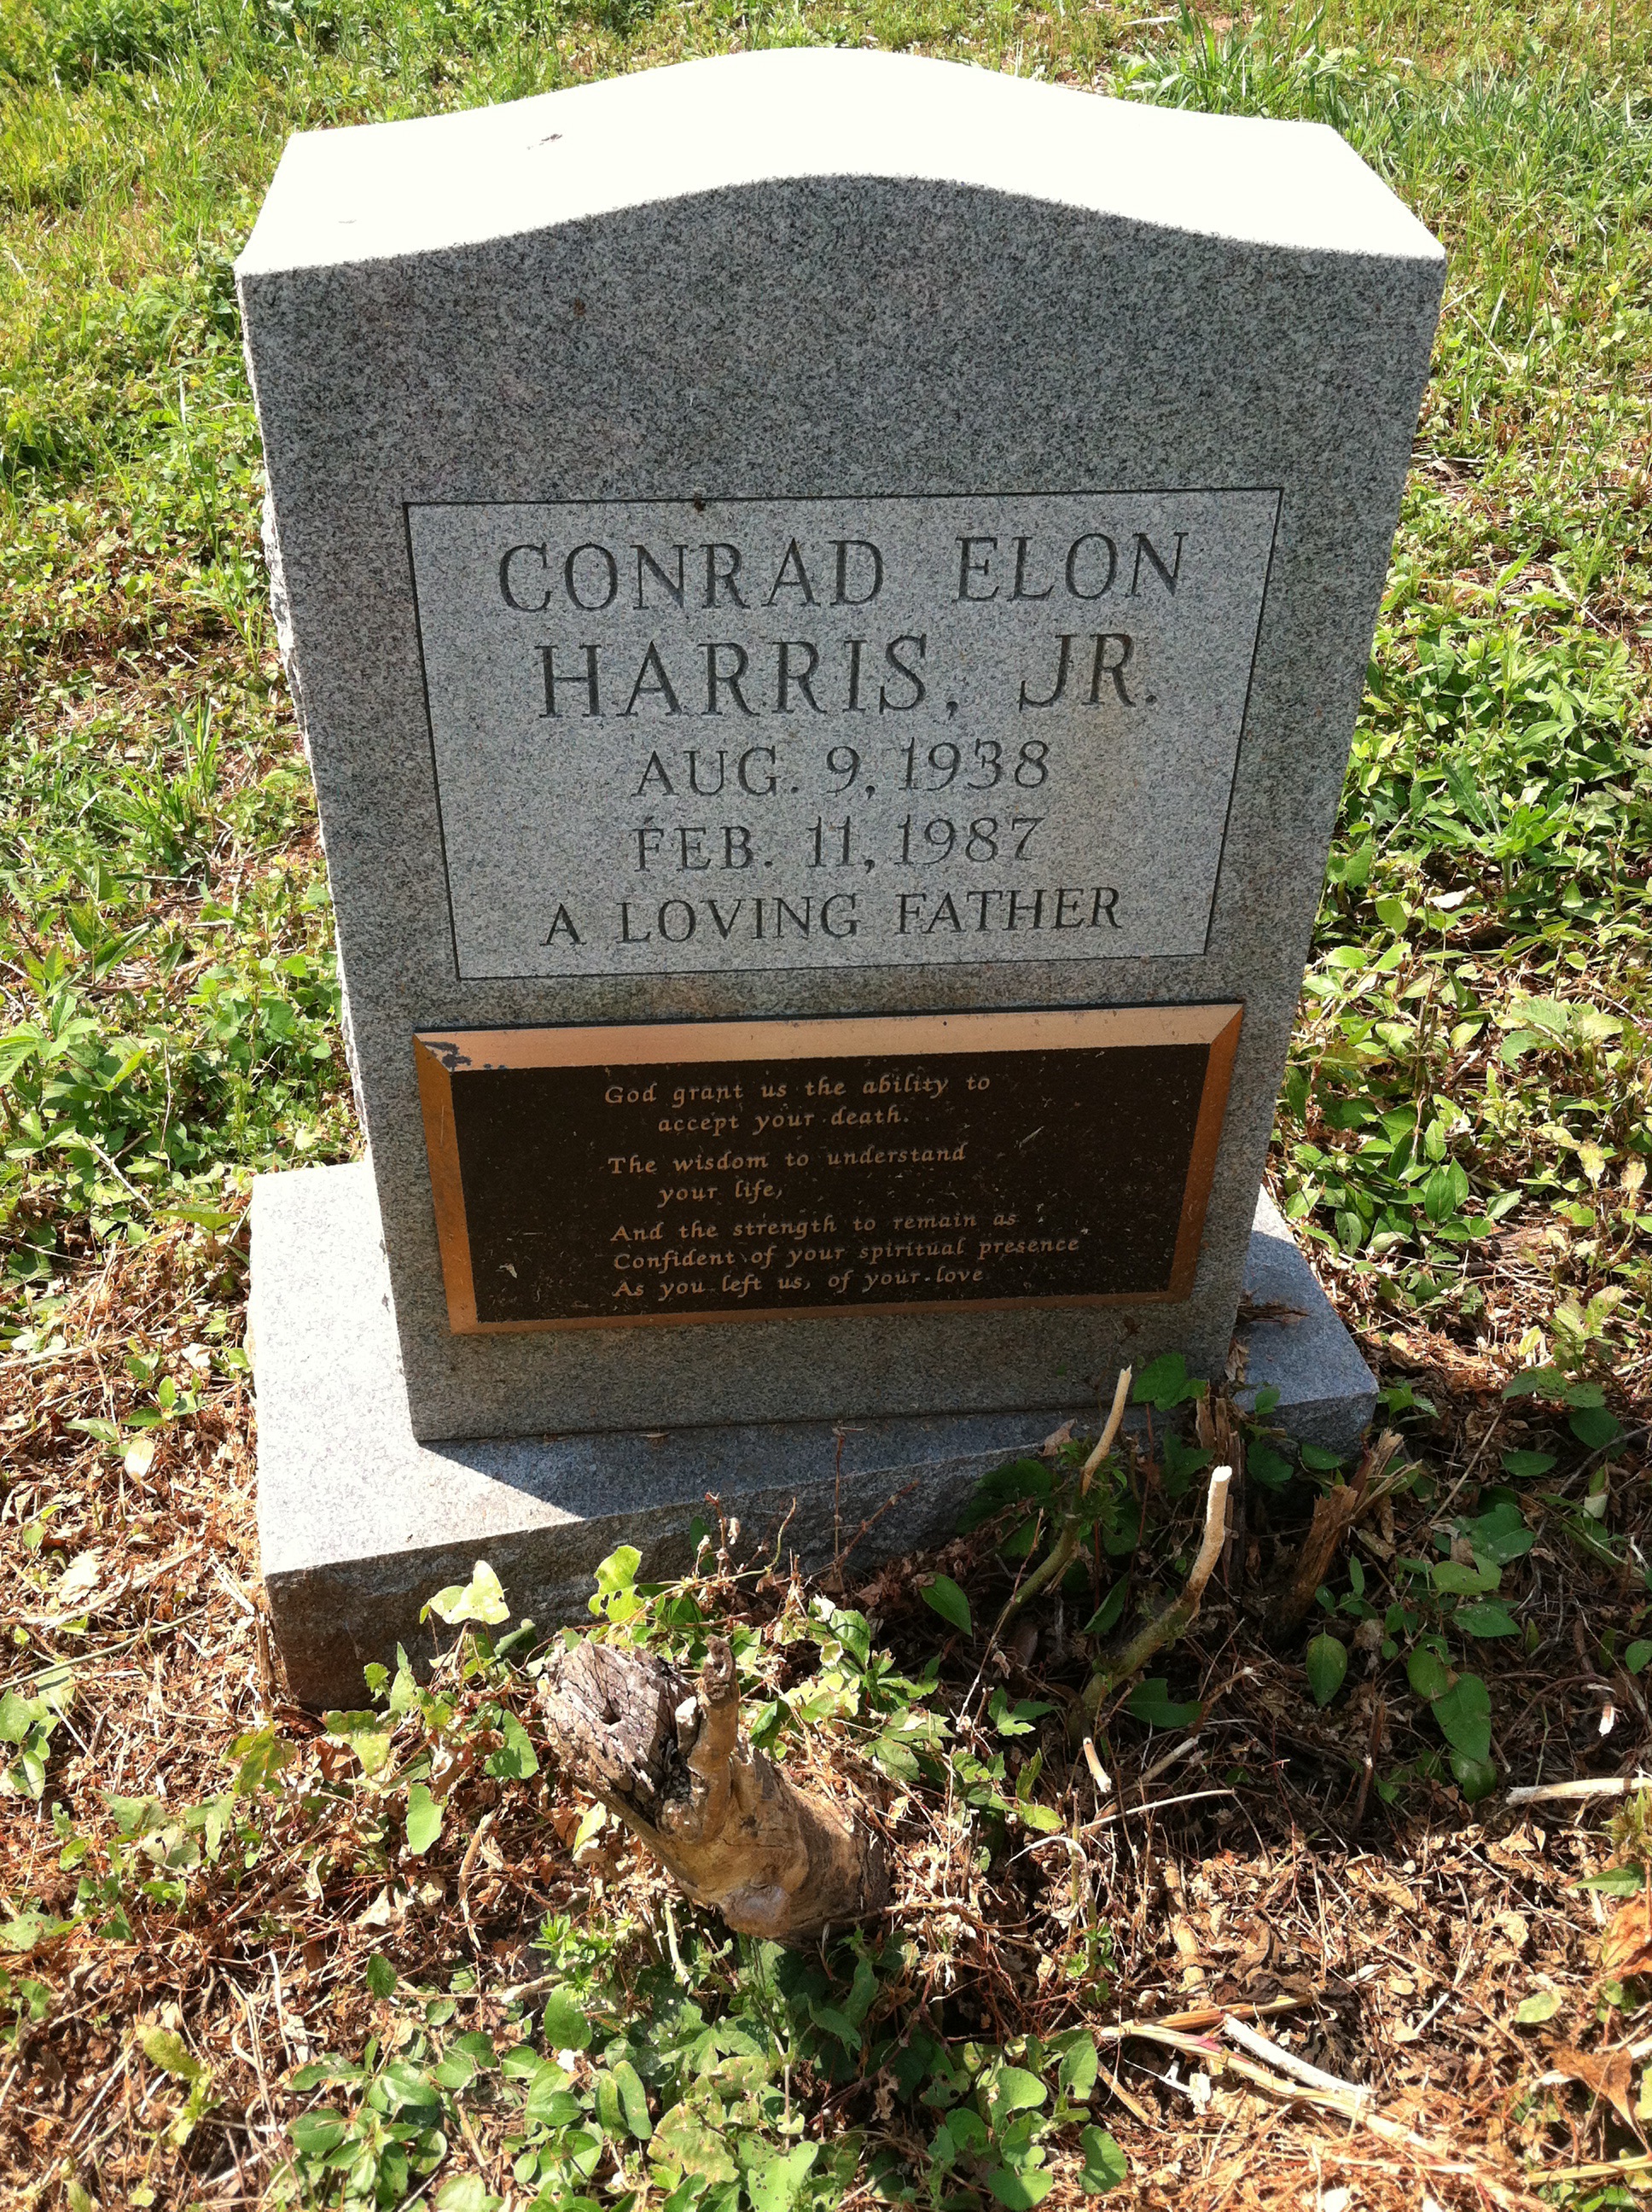 CONRAD ELON
HARRIS, JR.
AUG. 9, 1938
FEB. 11, 1987
A LOVING FATHER
God grant us the ability to
accept your death.
The wisdom to understand
your life,
And the strength to remain as
Confident of your spiritual presence
As you left us, of your love